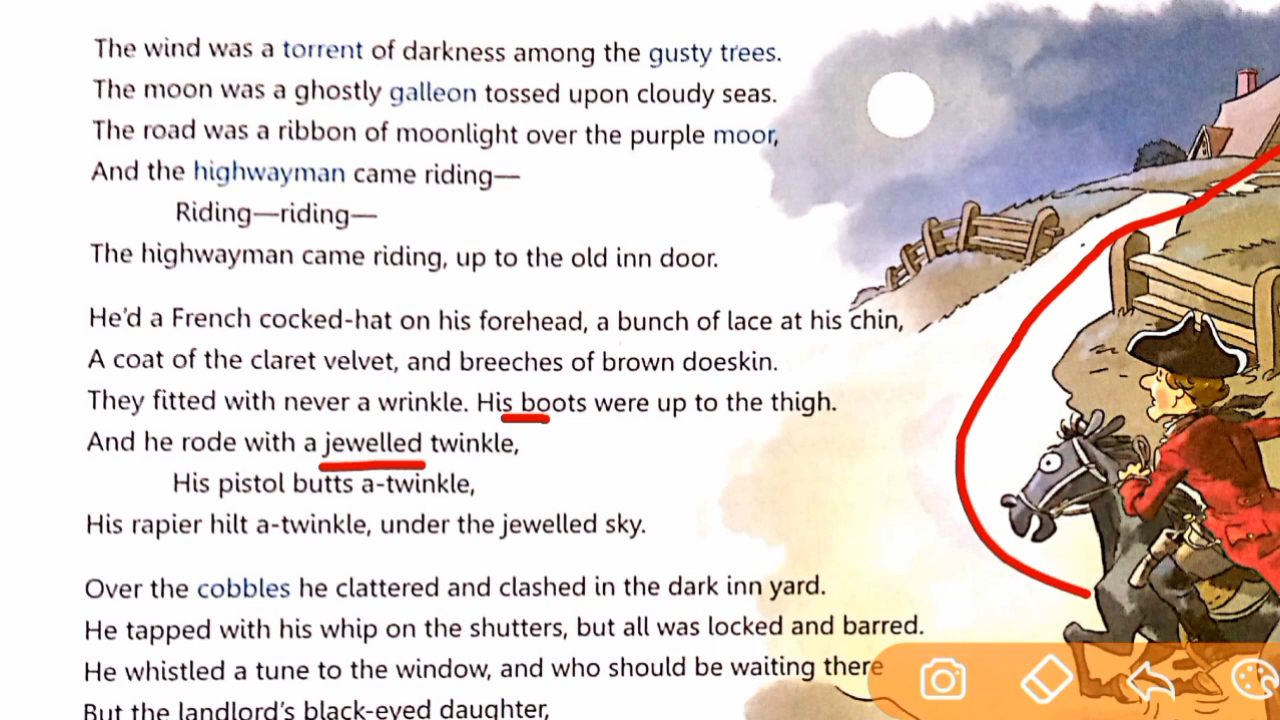 The wind was a torrent of darkness among the gusty trees.
The moon was a ghostly galleon tossed upon cloudy seas.
The road was a ribbon of moonlight over the purple moor,
And the highwayman came riding—
Riding—riding—
The highwayman came riding, up to the old inn door.
He'd a French cocked-hat on his forehead, a bunch of lace at his chin,
A coat of the claret velvet, and breeches of brown doeskin.
They fitted with never a wrinkle. His boots were up to the thigh.
And he rode with a jewelled twinkle,
His pistol butts a-twinkle,
His rapier hilt a-twinkle, under the jewelled sky.
Over the cobbles he clattered and clashed in the dark inn yard.
He tapped with his whip on the shutters, but all was locked and barred.
He whistled a tune to the window, and who should be waiting there
But the landlord's black-eyed daughter,